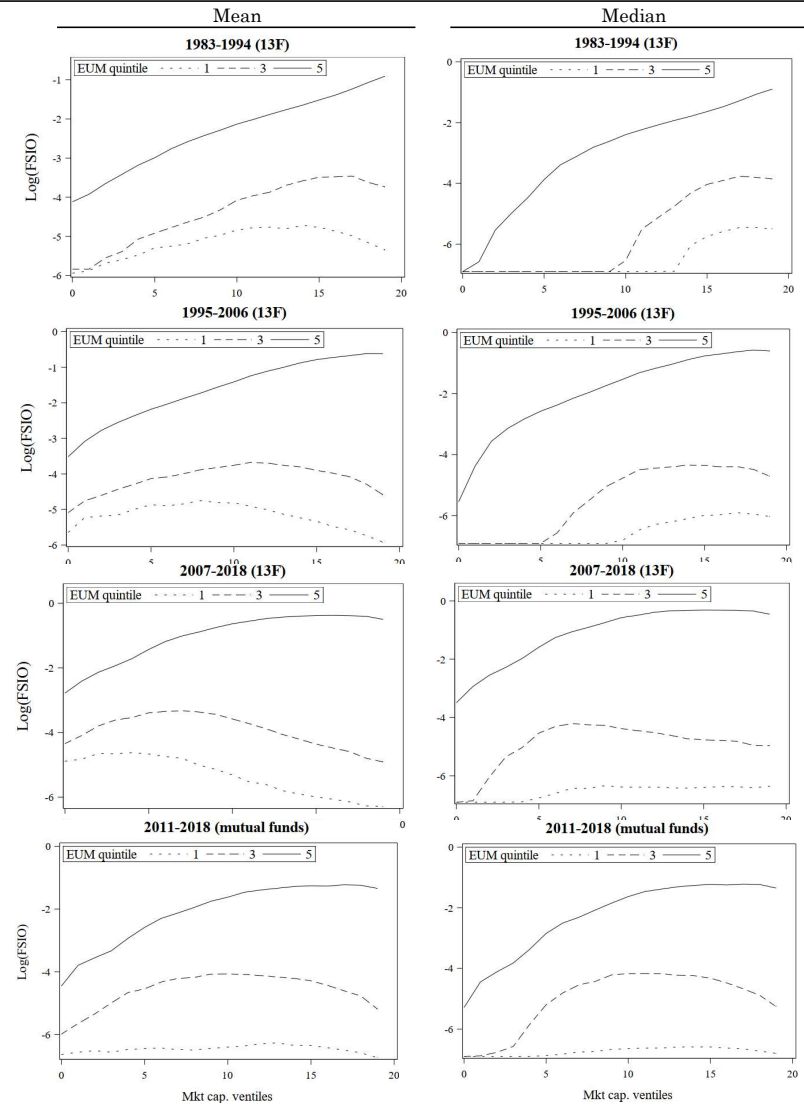 Mean
Median
1983-1994 (13F)
1983-1994 (13F)
EUM quintile 1 3 5
EUM quintile 1 3 5
Log(FSIO)
-1
-2
-3
-4
-5
-6
0
-2
-4
-6
0 5 10 15 20
0 5 10 15 20
1995-2006 (13F)
1995-2006 (13F)
EUM quintile 1 3 5
EUM quintile 1 3 5
Log(FSIO)
0
-1
-2
-3
-4
-5
-6
0
-2
-4
-6
0 5 10 15 20
0 5 10 15 20
2007-2018 (13F)
2007-2018 (13F)
EUM quintile 1 3 5
EUM quintile 1 3 5
Log(FSIO)
0
-2
-4
-6
0
-2
-4
-6
0
0 5 10 15 20
2011-2018 (mutual funds)
2011-2018 (mutual funds)
EUM quintile 1 3 5
EUM quintile 1 3 5
Log(FSIO)
0
-2
-4
-6
0
-2
-4
-6
0 5 10 15 20
0 5 10 15 20
Mkt cap. ventiles
Mkt cap. ventiles